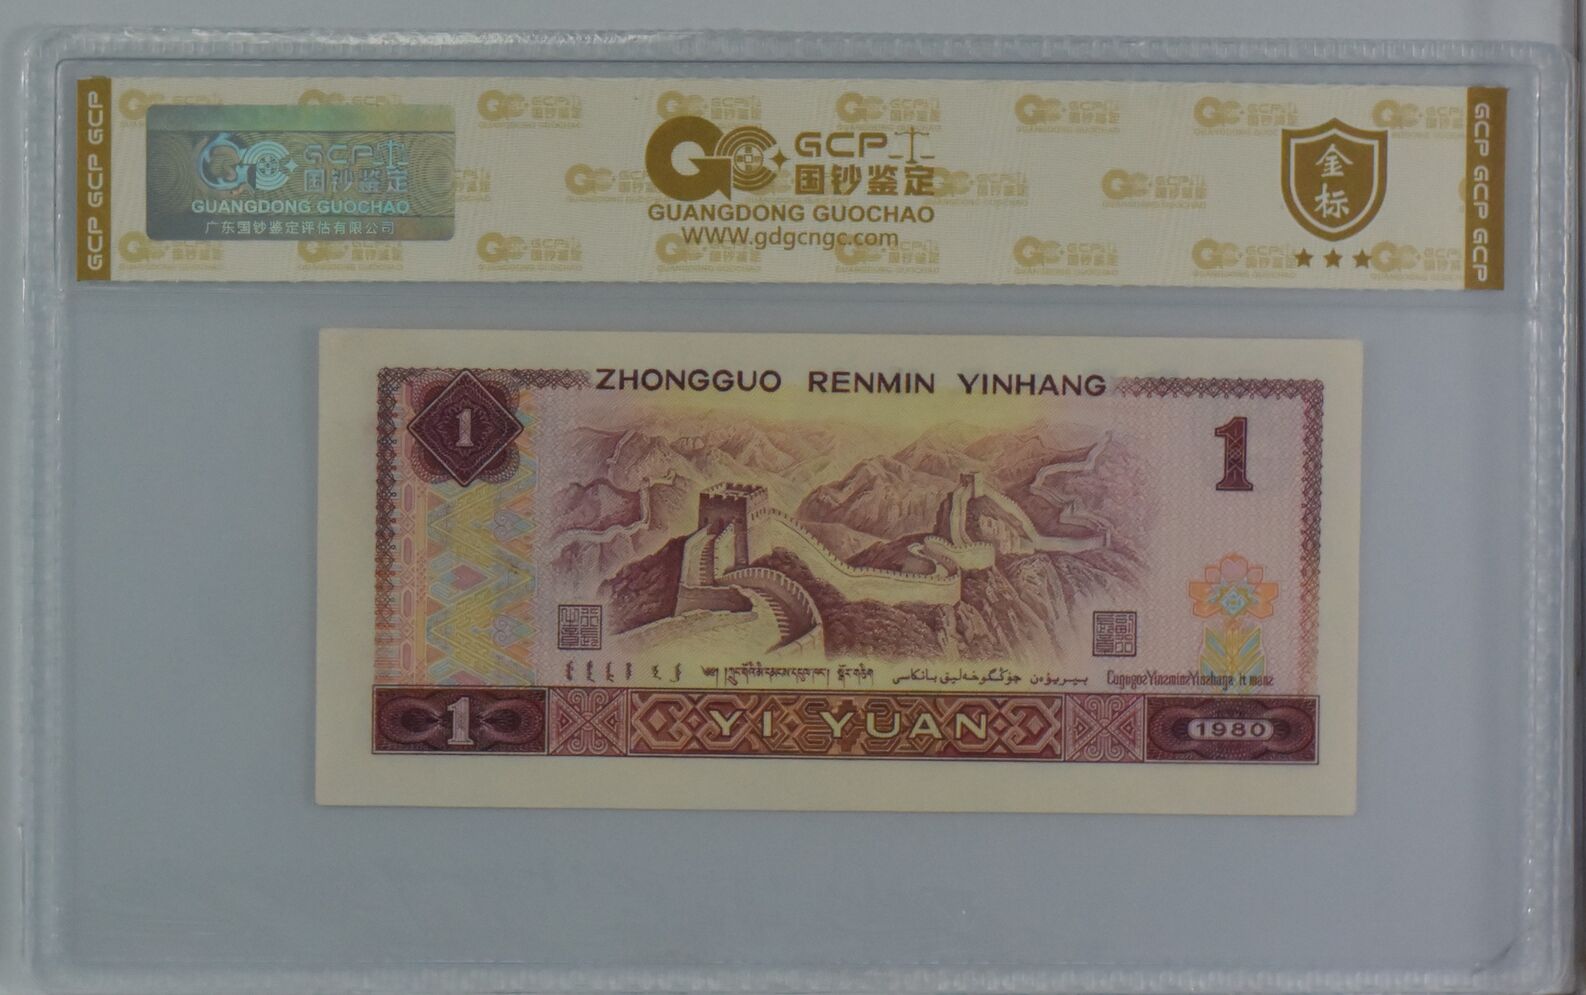 GCP GCP GCP
GCP
国钞鉴定
GUANGDONG GUOCHAO
广东国钞鉴定评估有限公司
GCP
国钞鉴定
GUANGDONG GUOCHAO
WWW.gdgcngc.com
金标
GCP GCP GCP
ZHONGGUO RENMIN YINHANG
1
1
YI YUAN
1
1980